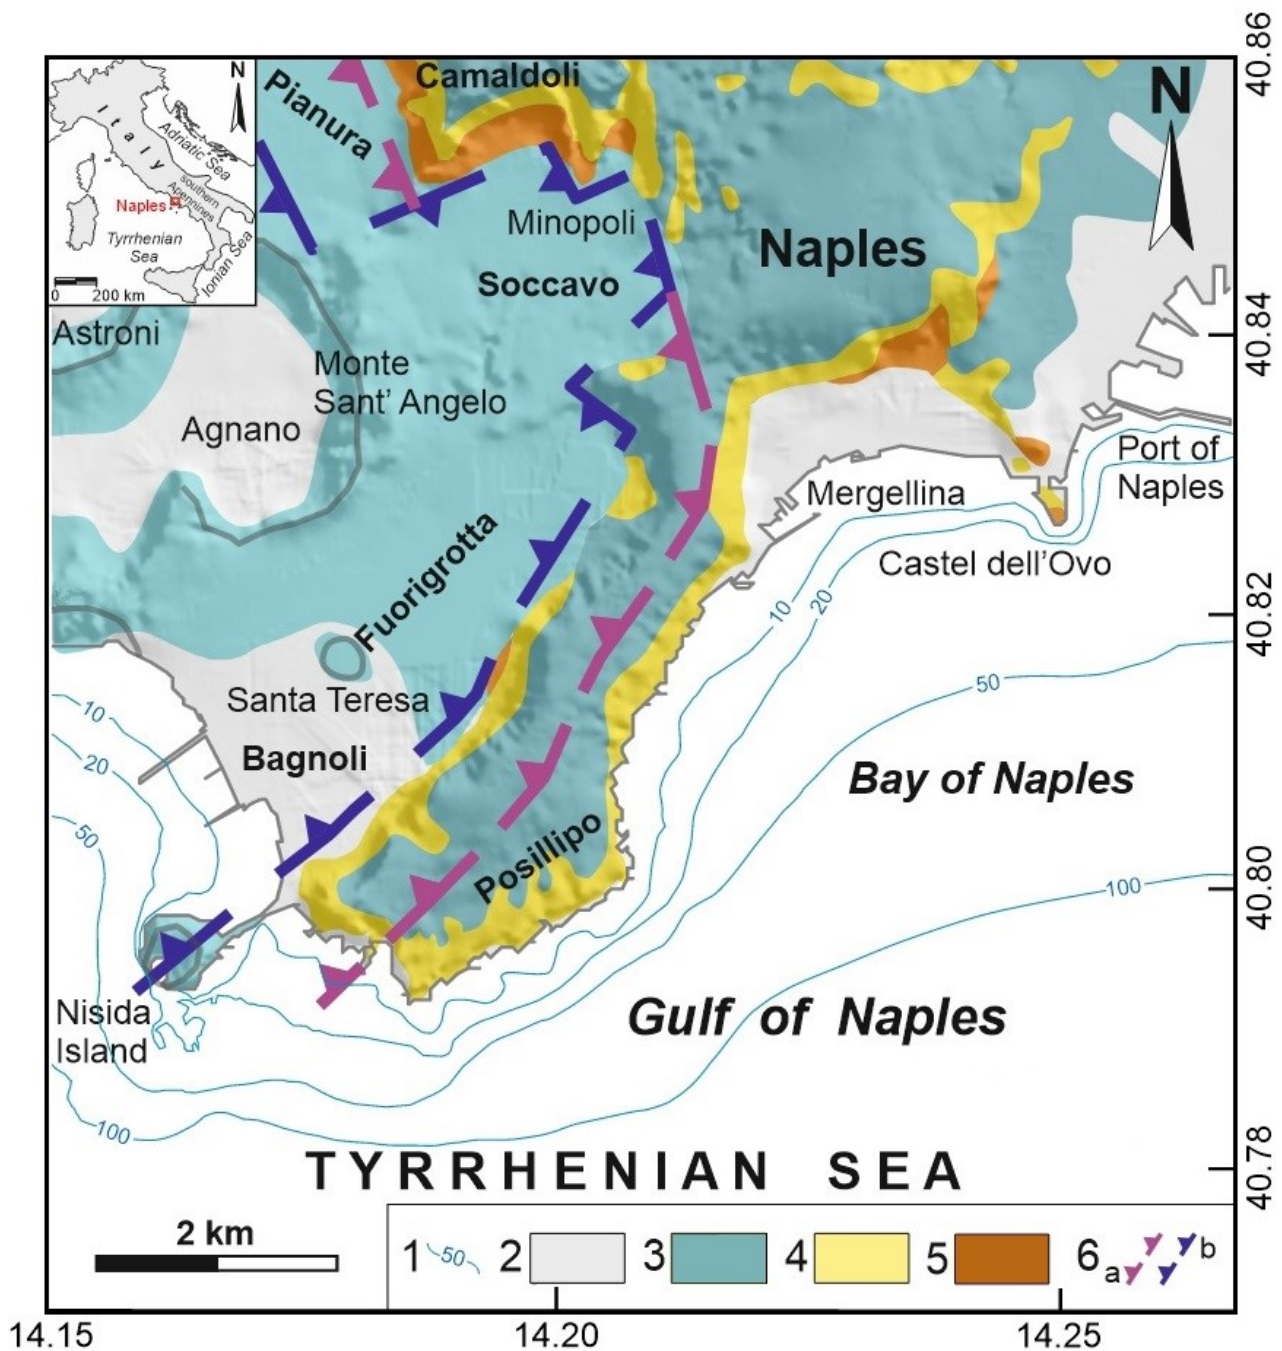 40.86
Camaldoli
Pianura
N
N
Italy
Adriatic Sea
southern
Apennines
Naples
Tyrrhenian
Sea
Ionian Sea
0 200 km
Minopoli
Naples
Soccavo
Astroni
40.84
Monte
Sant' Angelo
Agnano
Port of
Naples
Mergellina
Castel dell'Ovo
Fuorigrotta
10
20
40.82
50
Santa Teresa
10
Bagnoli
20
Bay of Naples
50
Posillipo
100
40.80
Nisida
Island
Gulf of Naples
100
TYRRHENIAN SEA
40.78
2 km
1 50 2 3 4 5 6 a b
14.15 14.20 14.25